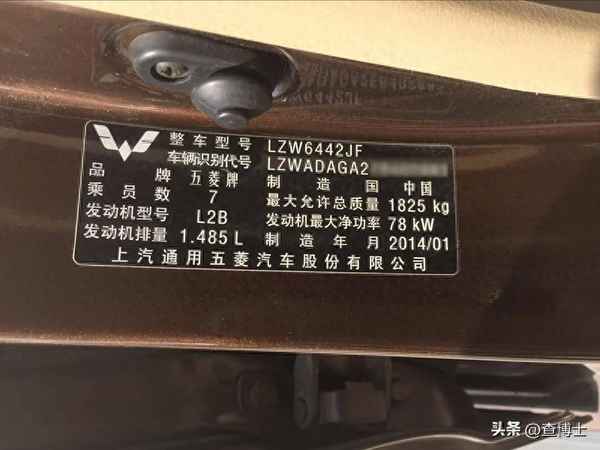 整车型号 LZW6442JF
车辆识别代号 LZWADAGA2
品牌 五菱牌 制造国 中国
乘员数 7 最大允许总质量 1825 kg
发动机型号 L2B 发动机最大净功率 78 kW
发动机排量 1.485 L 制造年月 2014/01
上汽通用五菱汽车股份有限公司
头条 @查博士